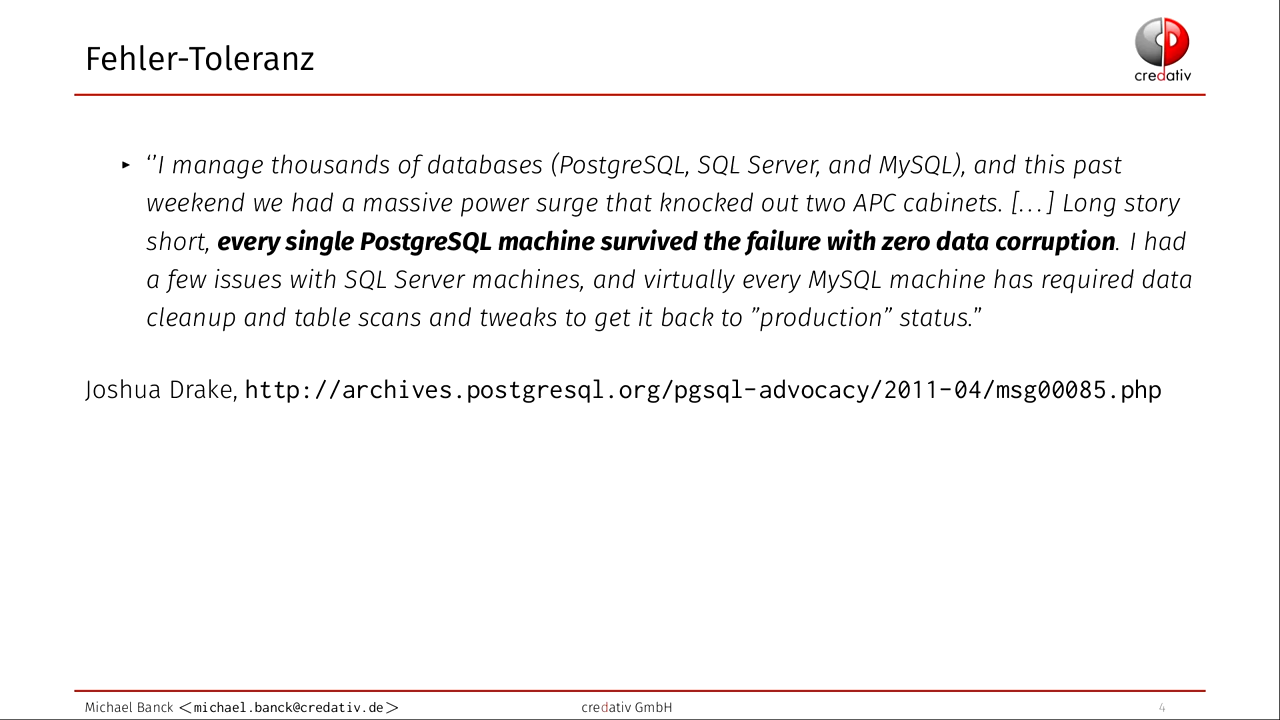 Fehler-Toleranz
credativ
‣ ‘’I manage thousands of databases (PostgreSQL, SQL Server, and MySQL), and this past
weekend we had a massive power surge that knocked out two APC cabinets. [...] Long story
short, every single PostgreSQL machine survived the failure with zero data corruption. I had
a few issues with SQL Server machines, and virtually every MySQL machine has required data
cleanup and table scans and tweaks to get it back to ”production” status.”
Joshua Drake, http://archives.postgresql.org/pgsql-advocacy/2011-04/msg00085.php
Michael Banck <michael.banck@credativ.de> credativ GmbH 4